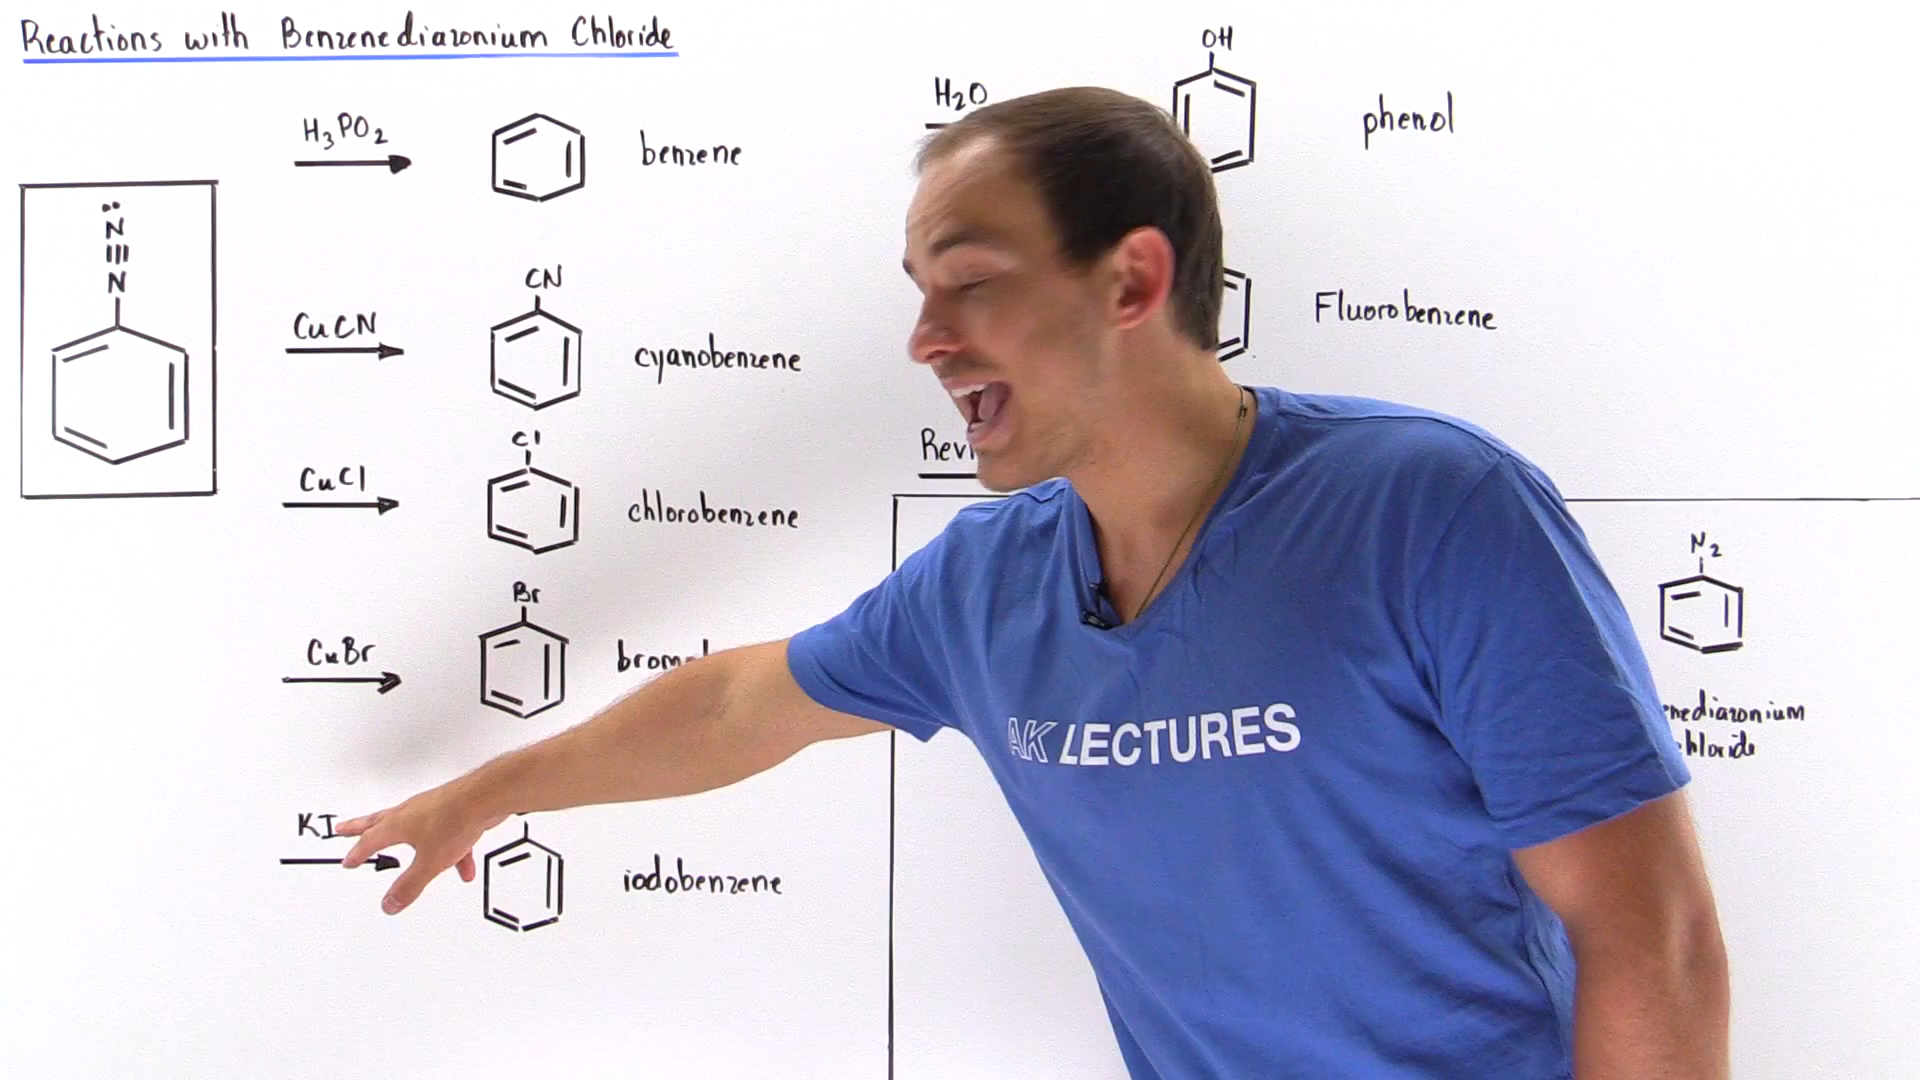 Reactions with Benzenediazonium Chloride
H3PO2
benzene
N
N
CuCN
CN
cyanobenzene
CuCl
Cl
chlorobenzene
CuBr
Br
KI
iodobenzene
H2O
OH
phenol
Fluorobenzene
N2
AK LECTURES